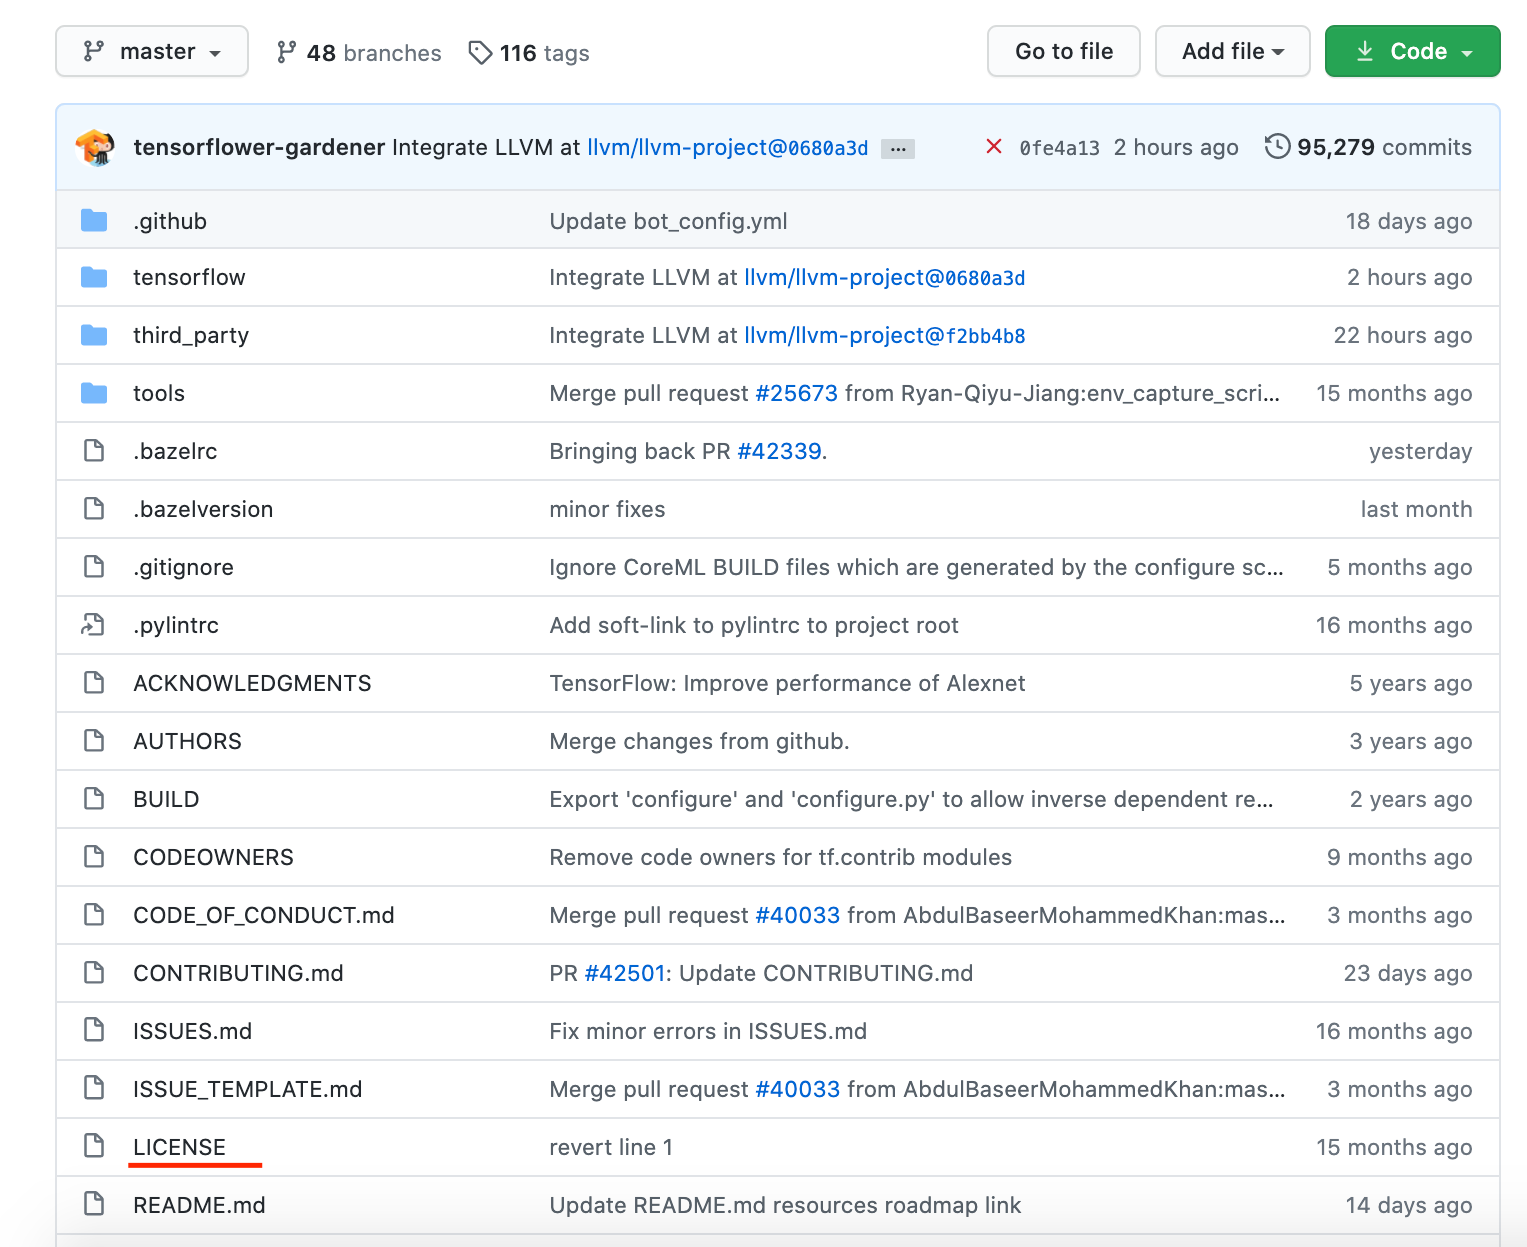 master 48 branches 116 tags Go to file Add file Code
tensorflower-gardener Integrate LLVM at llvm/llvm-project@0680a3d ... 0fe4a13 2 hours ago 95,279 commits
.github Update bot_config.yml 18 days ago
tensorflow Integrate LLVM at llvm/llvm-project@0680a3d 2 hours ago
third_party Integrate LLVM at llvm/llvm-project@f2bb4b8 22 hours ago
tools Merge pull request #25673 from Ryan-Qiyu-Jiang:env_capture_scri... 15 months ago
.bazelrc Bringing back PR #42339. yesterday
.bazelversion minor fixes last month
.gitignore Ignore CoreML BUILD files which are generated by the configure sc... 5 months ago
.pylintrc Add soft-link to pylintrc to project root 16 months ago
ACKNOWLEDGMENTS TensorFlow: Improve performance of Alexnet 5 years ago
AUTHORS Merge changes from github. 3 years ago
BUILD Export 'configure' and 'configure.py' to allow inverse dependent re... 2 years ago
CODEOWNERS Remove code owners for tf.contrib modules 9 months ago
CODE_OF_CONDUCT.md Merge pull request #40033 from AbdulBaseerMohammedKhan:mas... 3 months ago
CONTRIBUTING.md PR #42501: Update CONTRIBUTING.md 23 days ago
ISSUES.md Fix minor errors in ISSUES.md 16 months ago
ISSUE_TEMPLATE.md Merge pull request #40033 from AbdulBaseerMohammedKhan:mas... 3 months ago
LICENSE revert line 1 15 months ago
README.md Update README.md resources roadmap link 14 days ago